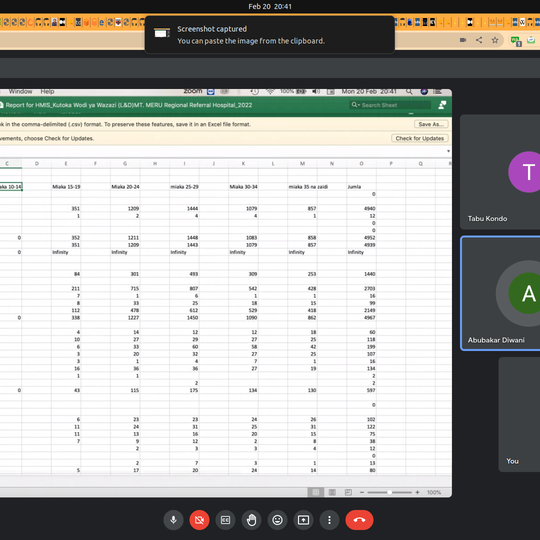 Feb 20 20:41
Screenshot captured
You can paste the image from the clipboard.
Window Help zoom 100% Mon 20 Feb 20:41
Report for HMIS_Kutoka Wodi ya Wazazi (L&D)MT. MERU Regional Referral Hospital_2022
Search Sheet
k in the comma-delimited (.csv) format. To preserve these features, save it in an Excel file format.
Save As...
vements, choose Check for Updates.
Check for Updates
C D E F G H I J K L M N O P Q R
aka 10-14 Miaka 15-19 Miaka 20-24 miaka 25-29 Miaka 30-34 miaka 35 na zaidi Jumla
0
351 1209 1444 1079 857 4940
1 2 4 4 1 12
0
0
0 352 1211 1448 1083 858 4952
351 1209 1443 1079 857 4939
0 Infinity Infinity Infinity Infinity Infinity Infinity
84 301 493 309 253 1440
211 715 807 542 428 2703
7 1 6 1 1 16
8 33 25 18 15 99
112 478 612 529 418 2149
0 338 1227 1450 1090 862 4967
4 14 12 12 18 60
10 27 29 27 25 118
6 33 60 58 42 199
3 20 32 27 25 107
3 1 4 7 1 16
16 36 36 27 19 134
1 1 2
2 2
0 43 115 175 134 130 597
0
6 23 23 24 26 102
11 24 31 25 31 122
11 13 16 20 15 75
7 9 12 2 8 38
2 3 3 4 12
0
2 7 3 1 13
5 17 20 24 14 80
100%
T
Tabu Kondo
A
Abubakar Diwani
You